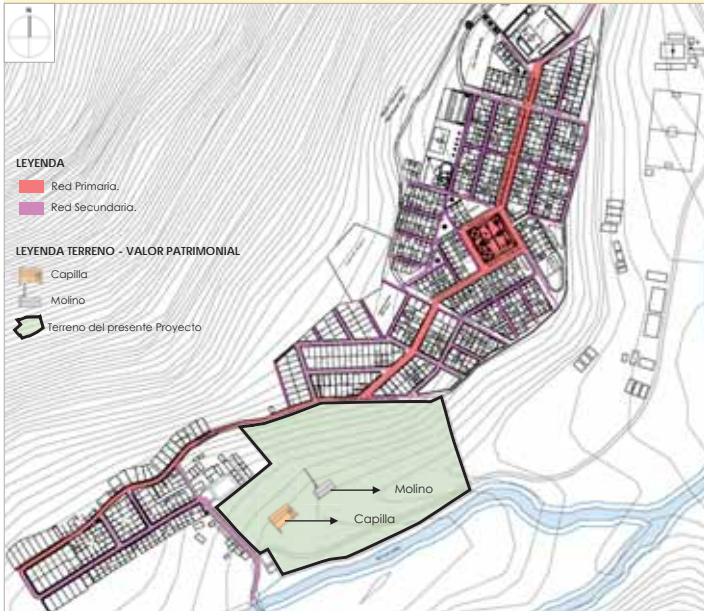 LEYENDA
Red Primaria.
Red Secundaria.
LEYENDA TERRENO - VALOR PATRIMONIAL
Capilla
Molino
Terreno del presente Proyecto
Molino
Capilla